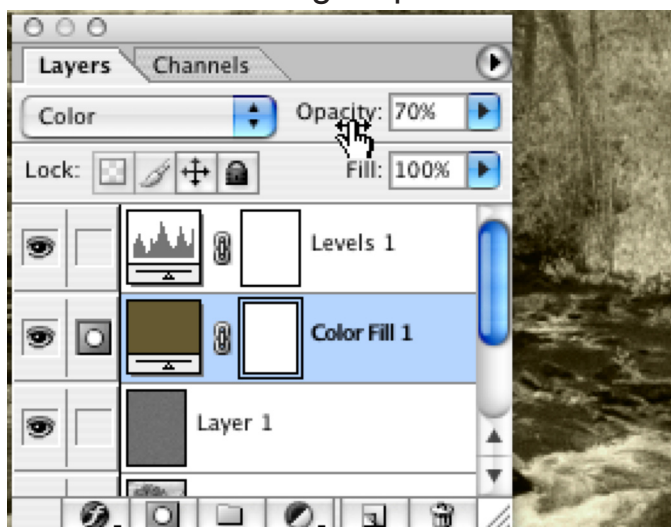 Layers Channels
Color Opacity: 70%
Lock: Fill: 100%
Levels 1
Color Fill 1
Layer 1